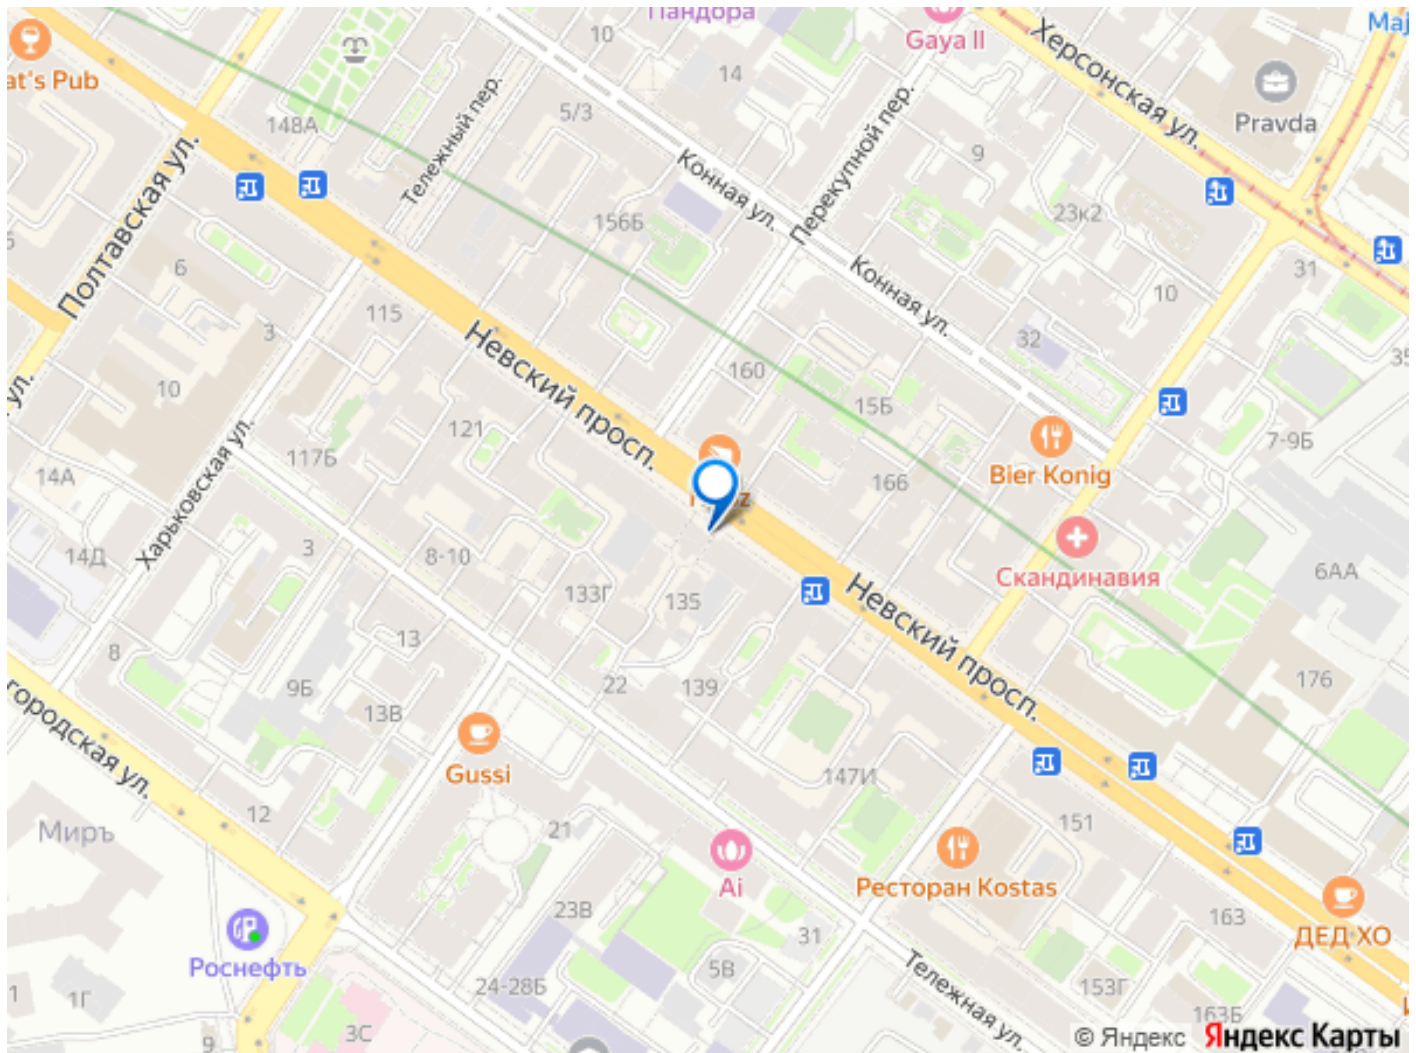 Пандора
Gaya II
Maj
10
at's Pub
14
Херсонская ул.
Pravda
5/3
148А
Тележный пер.
Полтавская ул.
Перекупной пер.
9
Конная ул.
23к2
156Б
6
31
10
Конная ул.
115
3
32
35
Невский просп.
160
10
ул.
15Б
121
7-9Б
117Б
14А
Bier Konig
166
Харьковская ул.
3
14Д
8-10
Скандинавия
6АА
133Г
135
Невский просп.
13
8
9Б
22
139
176
13В
городская ул.
Gussi
147И
Миръ
12
21
151
Ai
Ресторан Kostas
23В
163
ДЕД ХО
31
Роснефть
5В
Тележная ул.
1
1Г
24-28Б
153Г
163Б
3С
9
© Яндекс Яндекс Карты